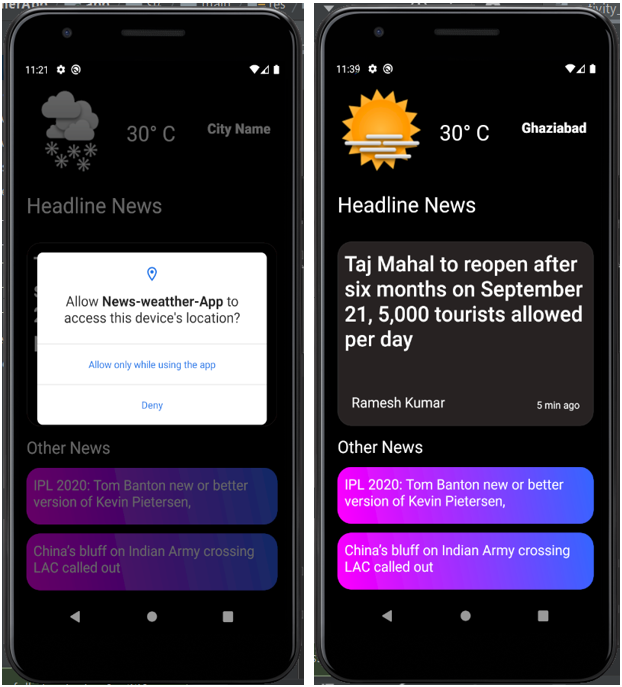 11:21
30° C
City Name
Headline News
Allow News-weatther-App to
access this device's location?
Allow only while using the app
Deny
Other News
IPL 2020: Tom Banton new or better
version of Kevin Pietersen,
China's bluff on Indian Army crossing
LAC called out
11:39
30° C
Ghaziabad
Headline News
Taj Mahal to reopen after
six months on September
21, 5,000 tourists allowed
per day
Ramesh Kumar
5 min ago
Other News
IPL 2020: Tom Banton new or better
version of Kevin Pietersen,
China's bluff on Indian Army crossing
LAC called out